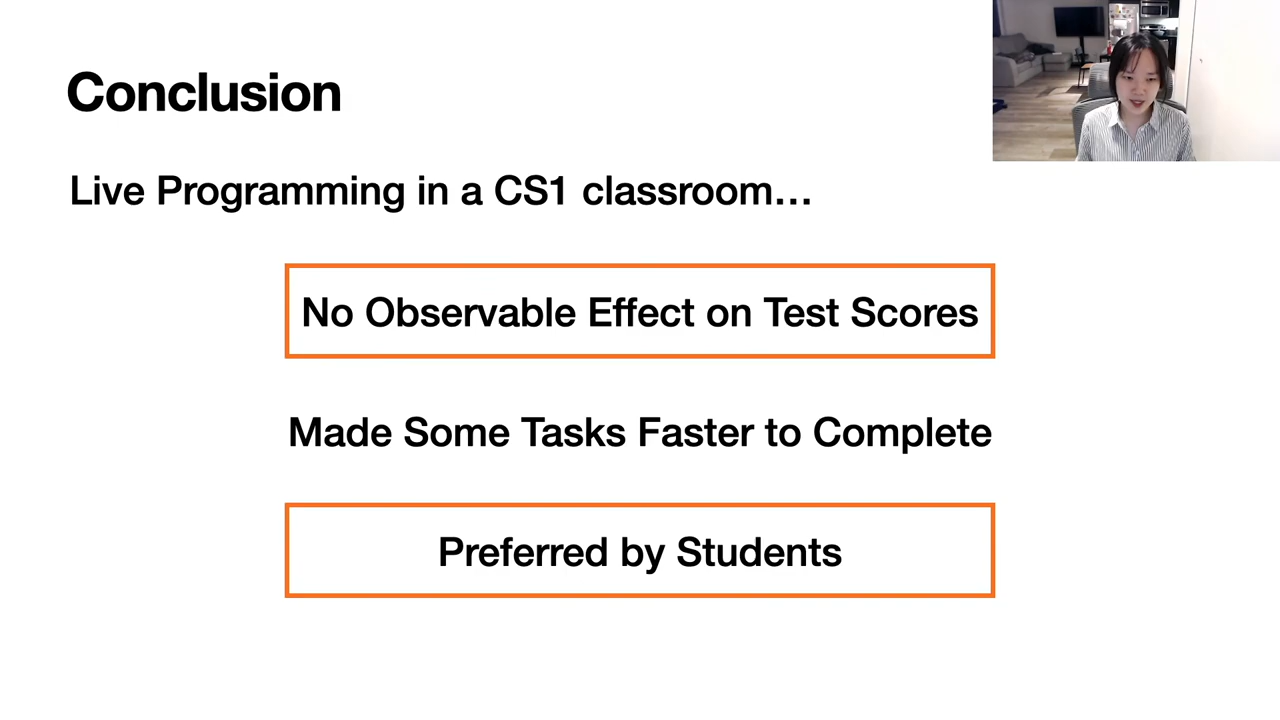 Conclusion
Live Programming in a CS1 classroom…
No Observable Effect on Test Scores
Made Some Tasks Faster to Complete
Preferred by Students